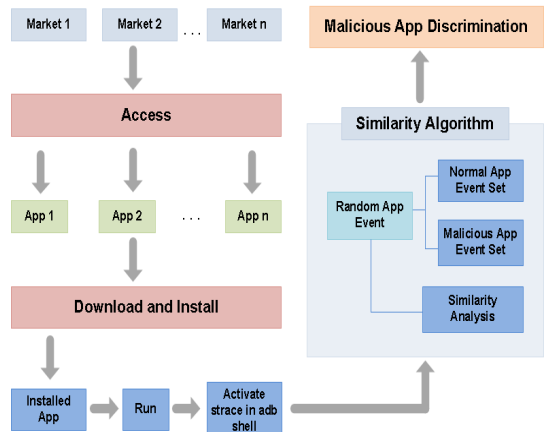 Market 1
Market 2
. . .
Market n
Access
App 1
App 2
. . .
App n
Download and Install
Installed
App
Run
Activate
strace in adb
shell
Malicious App Discrimination
Similarity Algorithm
Random App
Event
Normal App
Event Set
Malicious App
Event Set
Similarity
Analysis